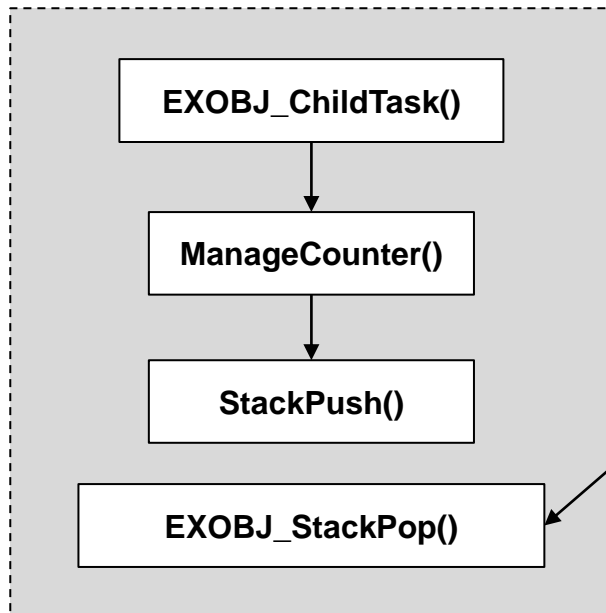 EXOBJ_ChildTask()
ManageCounter()
StackPush()
EXOBJ_StackPop()